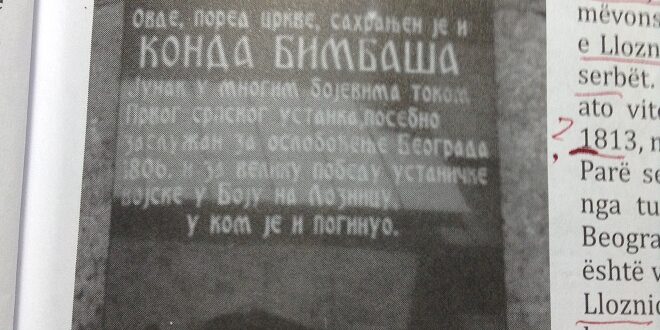 Овде, поред цркве, сахрањен је и
КОНДА БИМБАША
Јунак у многим бојевима током
Првог српског устанка, посебно
заслужан за ослобођење Београда
1806. и за велику победу устаничке
војске у Боју на Лозници,
у ком је и погинуо.
mëvons
e Llozn
serbët.
ato vit
? 1813, n
Parë se
nga tu
Beogra
është v
Lloznic